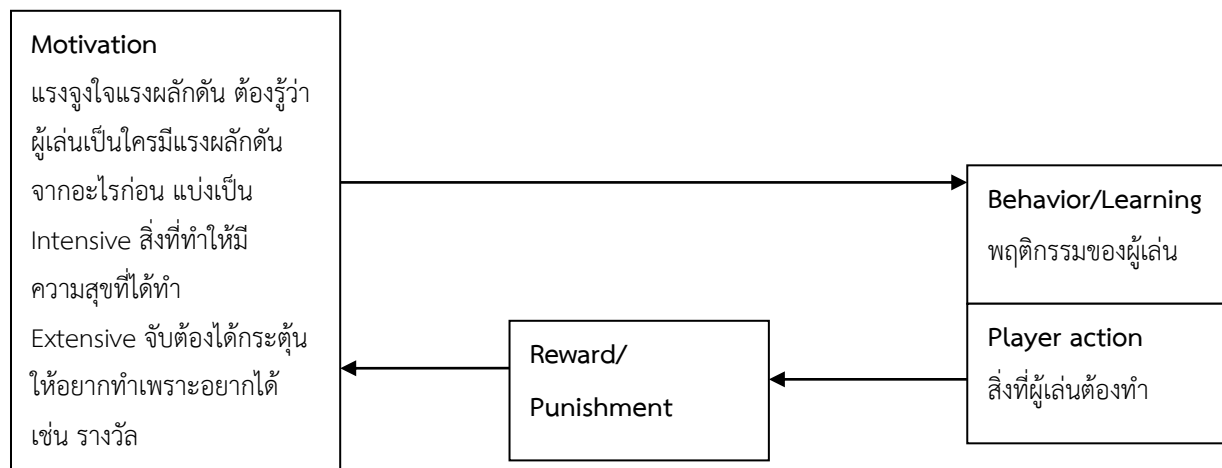 Motivation
แรงจูงใจแรงผลักดัน ต้องรู้ว่า
ผู้เล่นเป็นใครมีแรงผลักดัน
จากอะไรก่อน แบ่งเป็น
Intensive สิ่งที่ทำให้มี
ความสุขที่ได้ทำ
Extensive จับต้องได้กระตุ้น
ให้อยากทำเพราะอยากได้
เช่น รางวัล
Behavior/Learning
พฤติกรรมของผู้เล่น
Player action
สิ่งที่ผู้เล่นต้องทำ
Reward/
Punishment